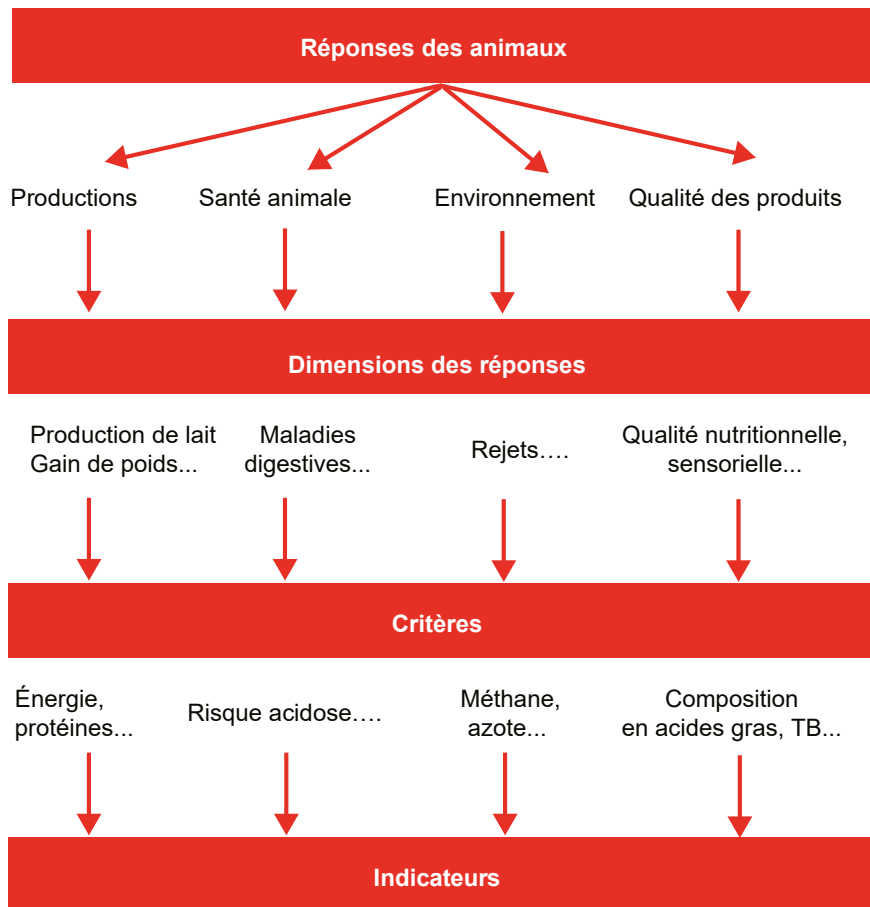 Réponses des animaux
Productions
Santé animale
Environnement
Qualité des produits
Dimensions des réponses
Production de lait
Gain de poids...
Maladies
digestives...
Rejets….
Qualité nutritionnelle,
sensorielle...
Critères
Énergie,
protéines...
Risque acidose….
Méthane,
azote...
Composition
en acides gras, TB...
Indicateurs